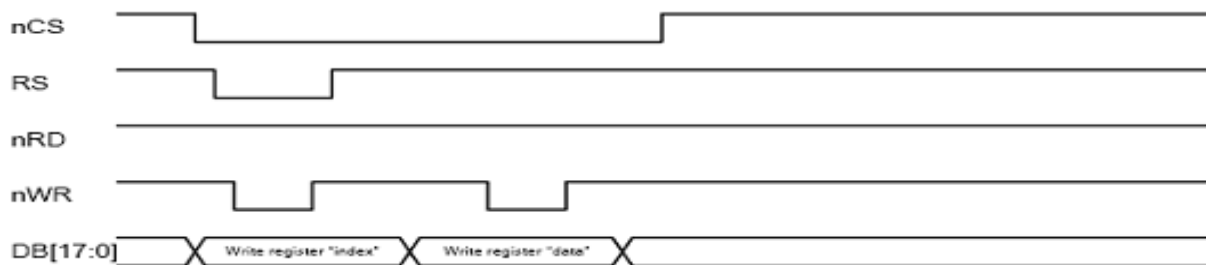 nCS
RS
nRD
nWR
DB[17:0] Write register "index" Write register "data"